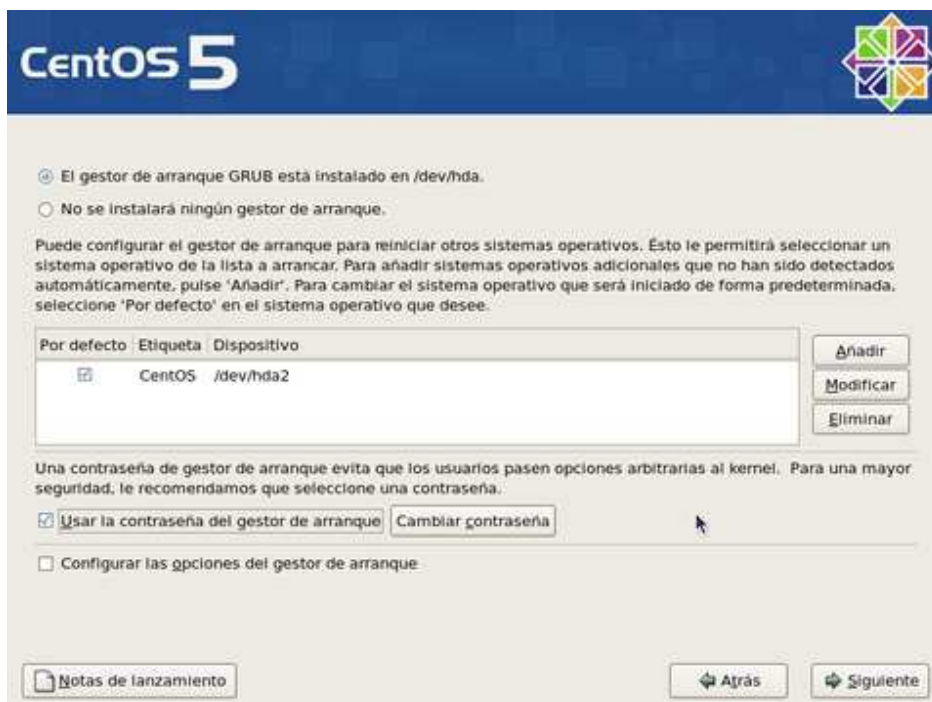 CentOS 5
El gestor de arranque GRUB está instalado en /dev/hda.
No se instalará ningún gestor de arranque.
Puede configurar el gestor de arranque para reiniciar otros sistemas operativos. Esto le permitirá seleccionar un
sistema operativo de la lista a arrancar. Para añadir sistemas operativos adicionales que no han sido detectados
automáticamente, pulse 'Añadir'. Para cambiar el sistema operativo que será iniciado de forma predeterminada,
seleccione 'Por defecto' en el sistema operativo que desee.
Por defecto Etiqueta Dispositivo
CentOS /dev/hda2
Añadir
Modificar
Eliminar
Una contraseña de gestor de arranque evita que los usuarios pasen opciones arbitrarias al kernel. Para una mayor
seguridad, le recomendamos que seleccione una contraseña.
Usar la contraseña del gestor de arranque Cambiar contraseña
Configurar las opciones del gestor de arranque
Notas de lanzamiento
Atrás
Siguiente